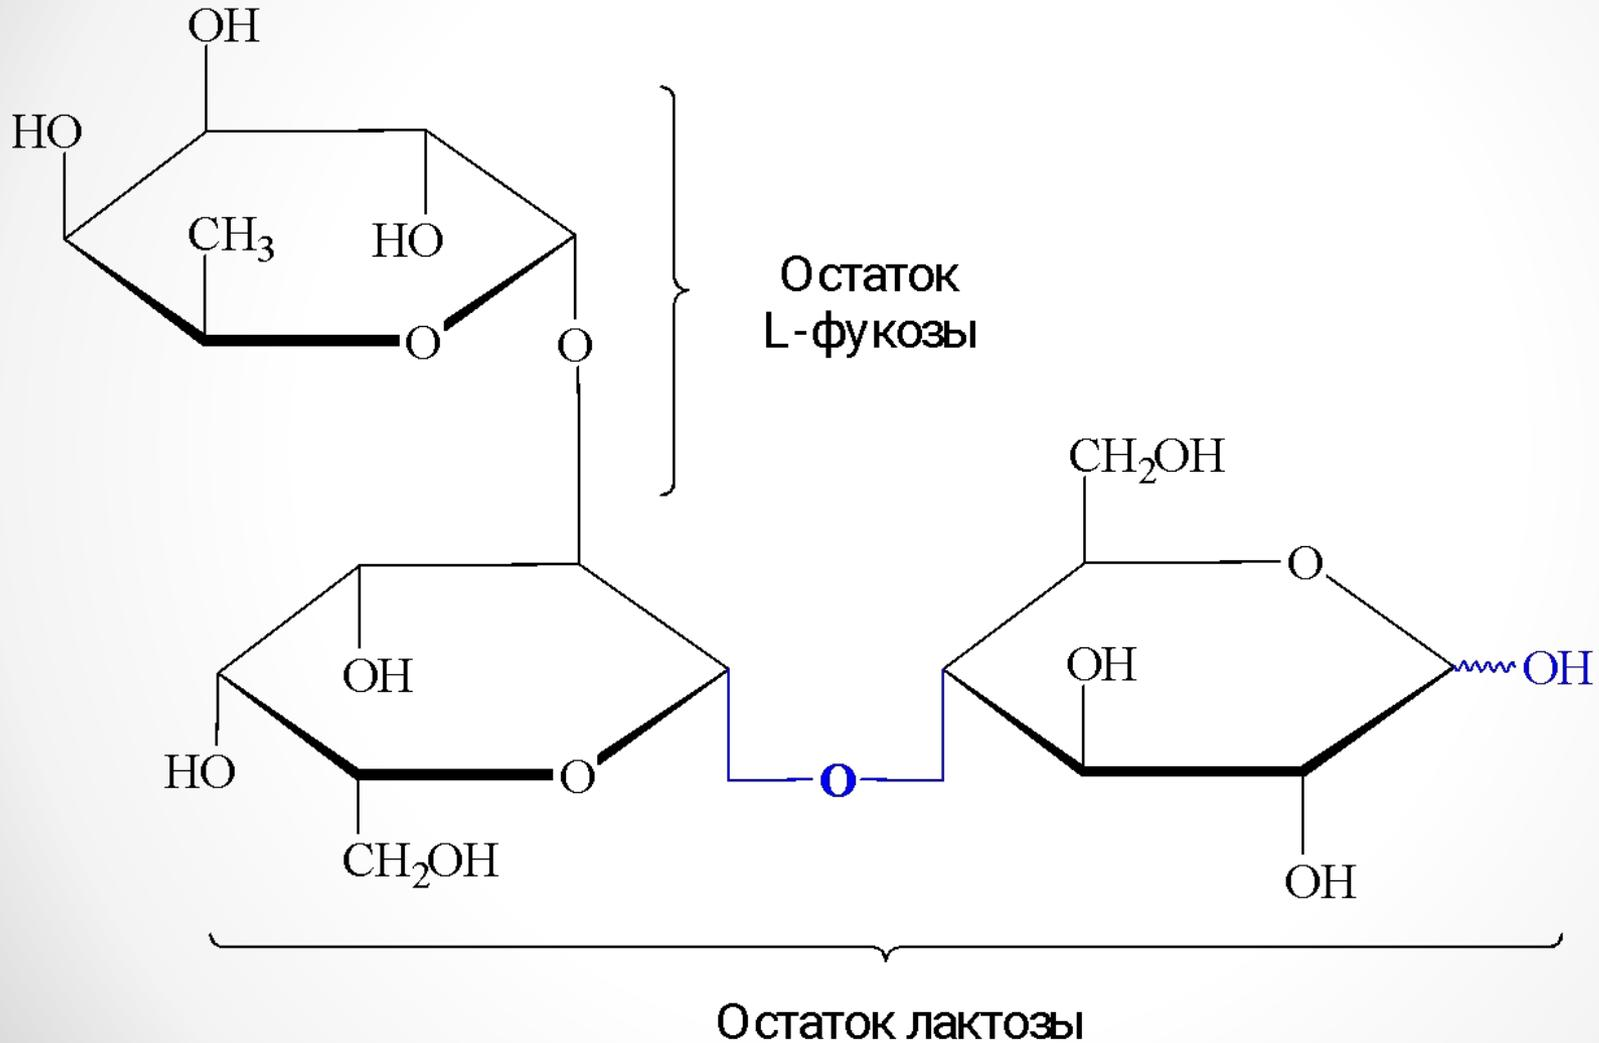 OH
HO
CH₃
HO
O
O
Остаток
L-фукозы
CH₂OH
O
OH
OH
OH
HO
O
O
CH₂OH
OH
Остаток лактозы